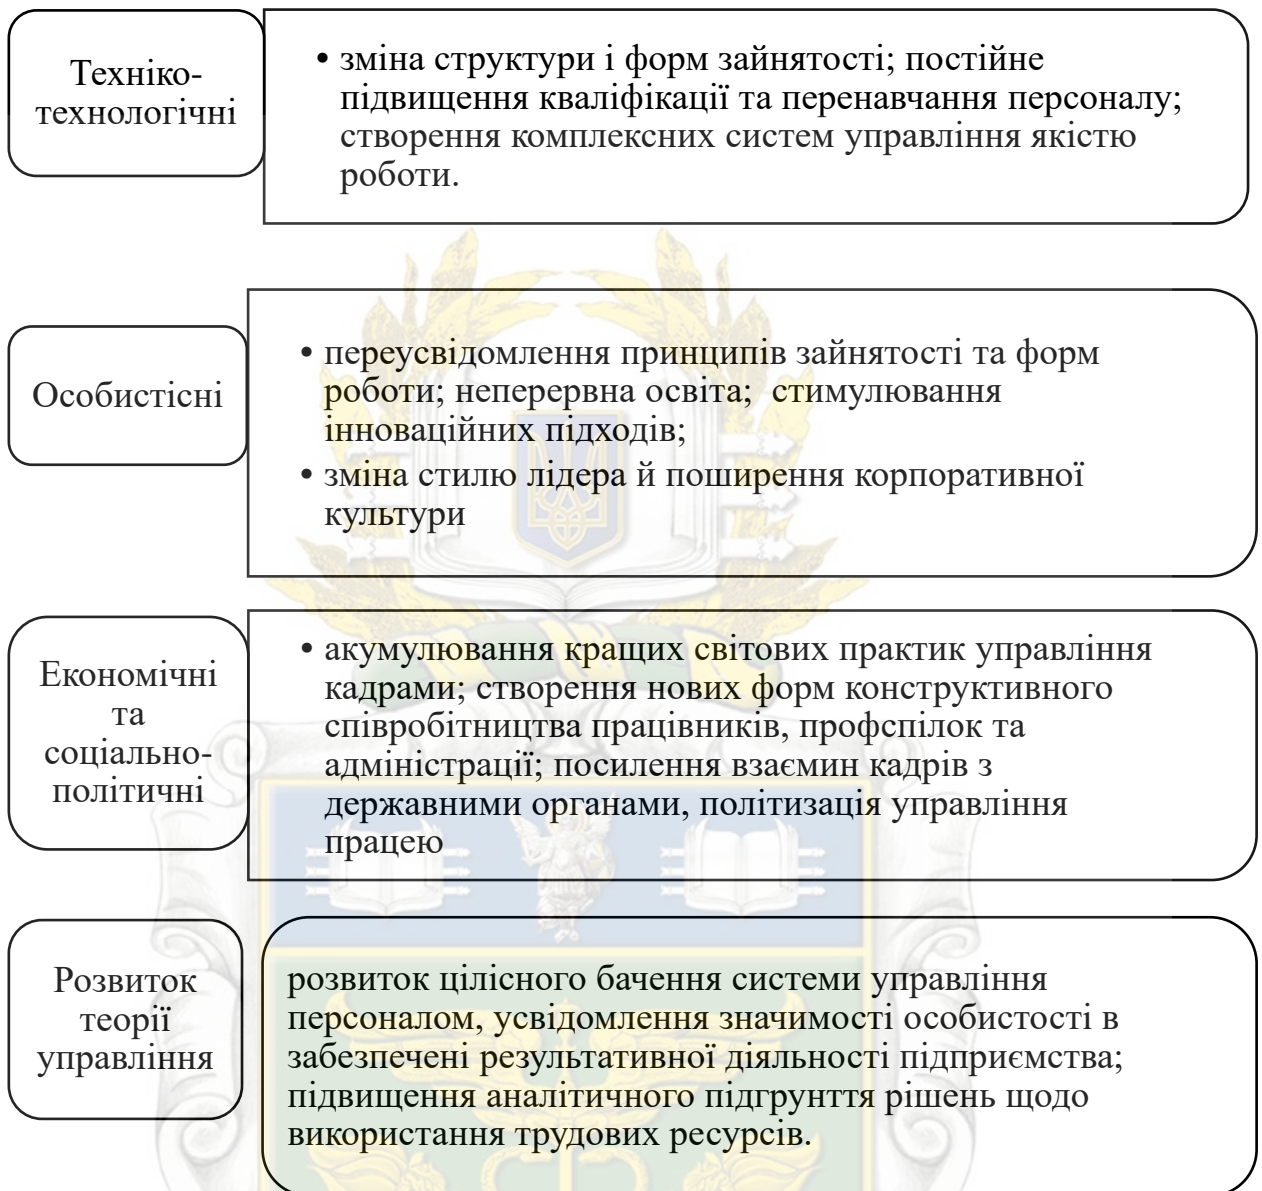 Техніко-
технологічні
• зміна структури і форм зайнятості; постійне
підвищення кваліфікації та перенавчання персоналу;
створення комплексних систем управління якістю
роботи.
Особистісні
• переусвідомлення принципів зайнятості та форм
роботи; неперервна освіта; стимулювання
інноваційних підходів;
• зміна стилю лідера й поширення корпоративної
культури
Економічні
та
соціально-
політичні
• акумулювання кращих світових практик управління
кадрами; створення нових форм конструктивного
співробітництва працівників, профспілок та
адміністрації; посилення взаємин кадрів з
державними органами, політизація управління
працею
Розвиток
теорії
управління
розвиток цілісного бачення системи управління
персоналом, усвідомлення значимості особистості в
забезпечені результативної діяльності підприємства;
підвищення аналітичного підгрунття рішень щодо
використання трудових ресурсів.